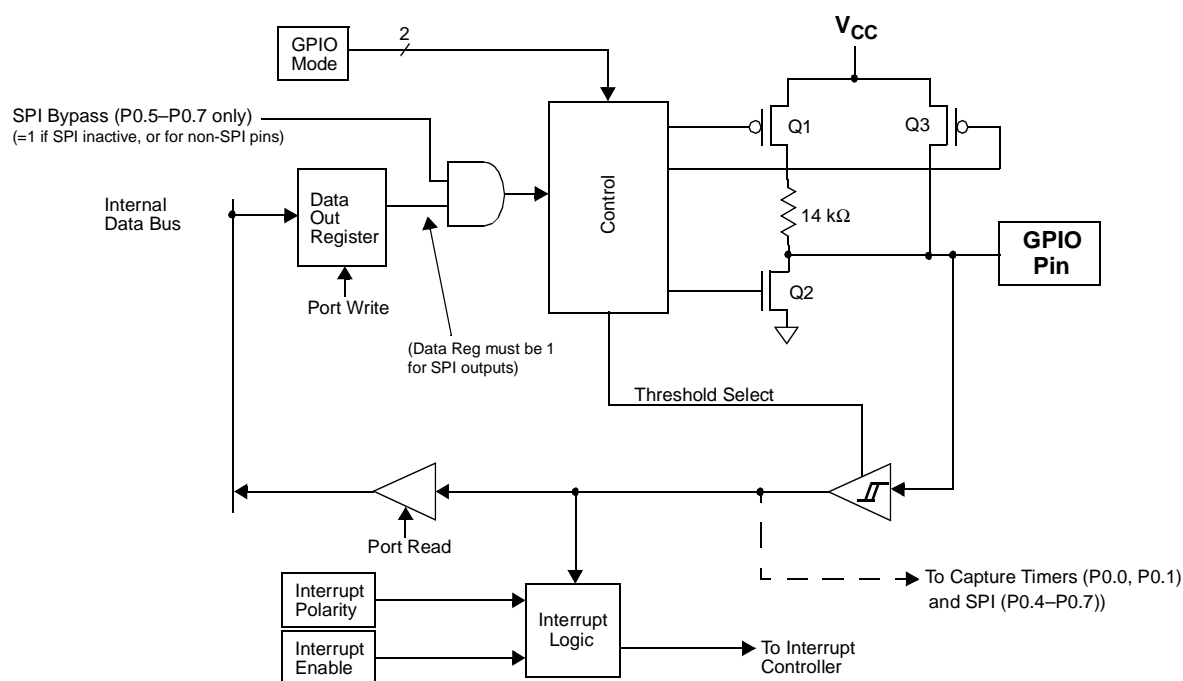 GPIO
Mode
2
V_CC
SPI Bypass (P0.5–P0.7 only)
(=1 if SPI inactive, or for non-SPI pins)
Q1
Q3
Internal
Data Bus
Data
Out
Register
Control
14 kΩ
GPIO
Pin
Port Write
Q2
(Data Reg must be 1
for SPI outputs)
Threshold Select
Port Read
To Capture Timers (P0.0, P0.1)
and SPI (P0.4–P0.7))
Interrupt
Polarity
Interrupt
Logic
Interrupt
Enable
To Interrupt
Controller